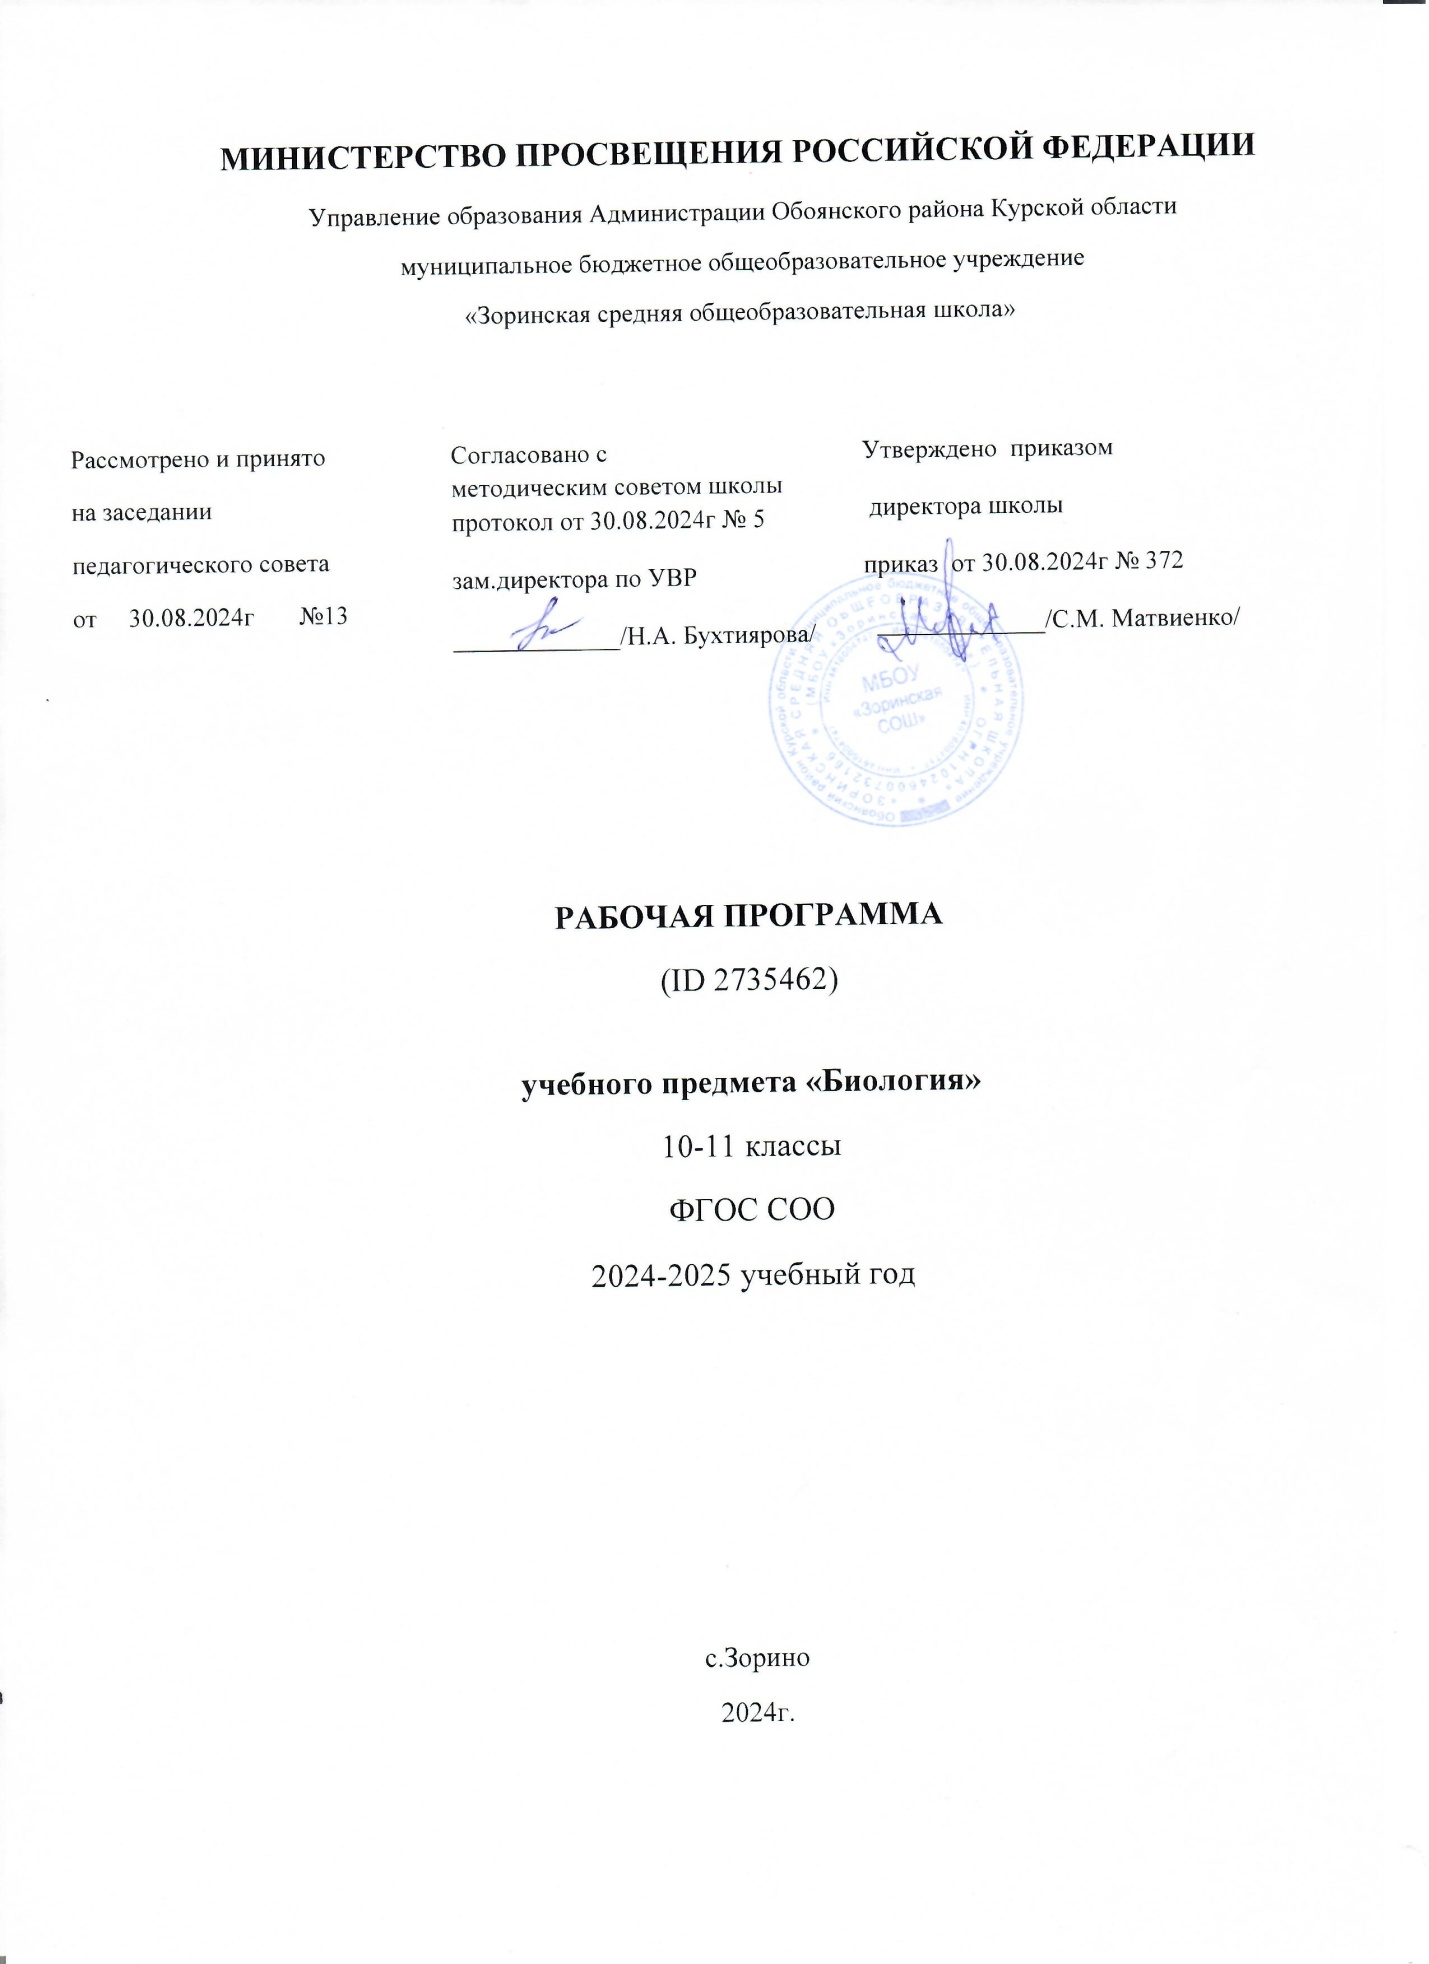 МИНИСТЕРСТВО ПРОСВЕЩЕНИЯ РОССИЙСКОЙ ФЕДЕРАЦИИ
Управление образования Администрации Обоянского района Курской области
муниципальное бюджетное общеобразовательное учреждение
«Зоринская средняя общеобразовательная школа»
Рассмотрено и принято
на заседании
педагогического совета
от 30.08.2024г №13
Согласовано с
методическим советом школы
протокол от 30.08.2024г № 5
зам.директора по УВР
/Н.А. Бухтиярова/
Утверждено приказом
директора школы
приказ от 30.08.2024г № 372
/С.М. Матвиенко/
МБОУ
«Зоринская
СОШ»
РАБОЧАЯ ПРОГРАММА
(ID 2735462)
учебного предмета «Биология»
10-11 классы
ФГОС СОО
2024-2025 учебный год
с.Зорино
2024г.